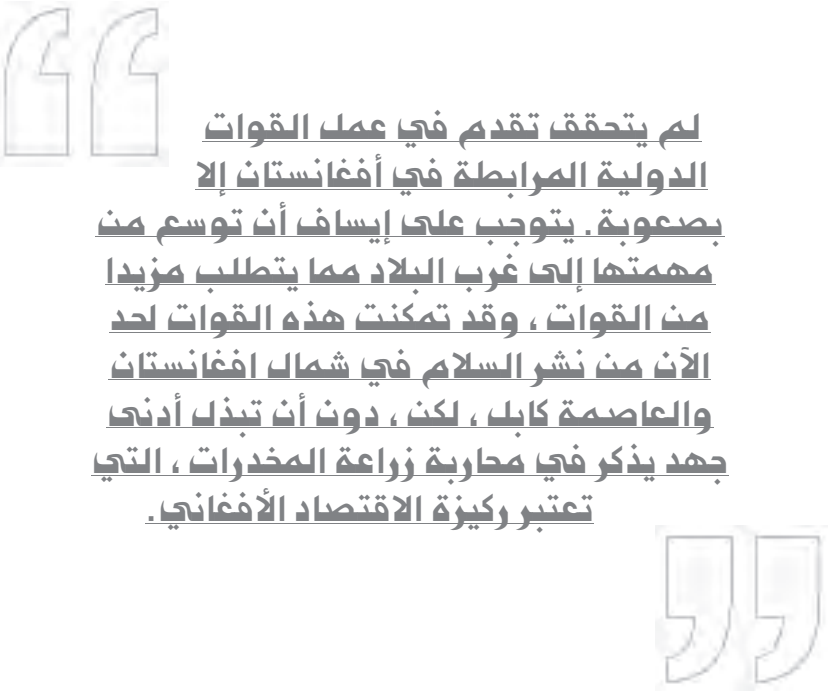 لم يتحقق تقدم في عمل القوات
الدولية المرابطة في أفغانستان إلا
بصعوبة. يتوجب على إيساف أن توسع من
مهمتها إلى غرب البلاد مما يتطلب مزيدا
من القوات ، وقد تمكنت هذه القوات لحد
الآن من نشر السلام في شمال افغانستان
والعاصمة كابل ، لكن ، دون أن تبذل أدنى
جهد يذكر في محاربة زراعة المخدرات ، التي
تعتبر ركيزة الاقتصاد الأفغاني.